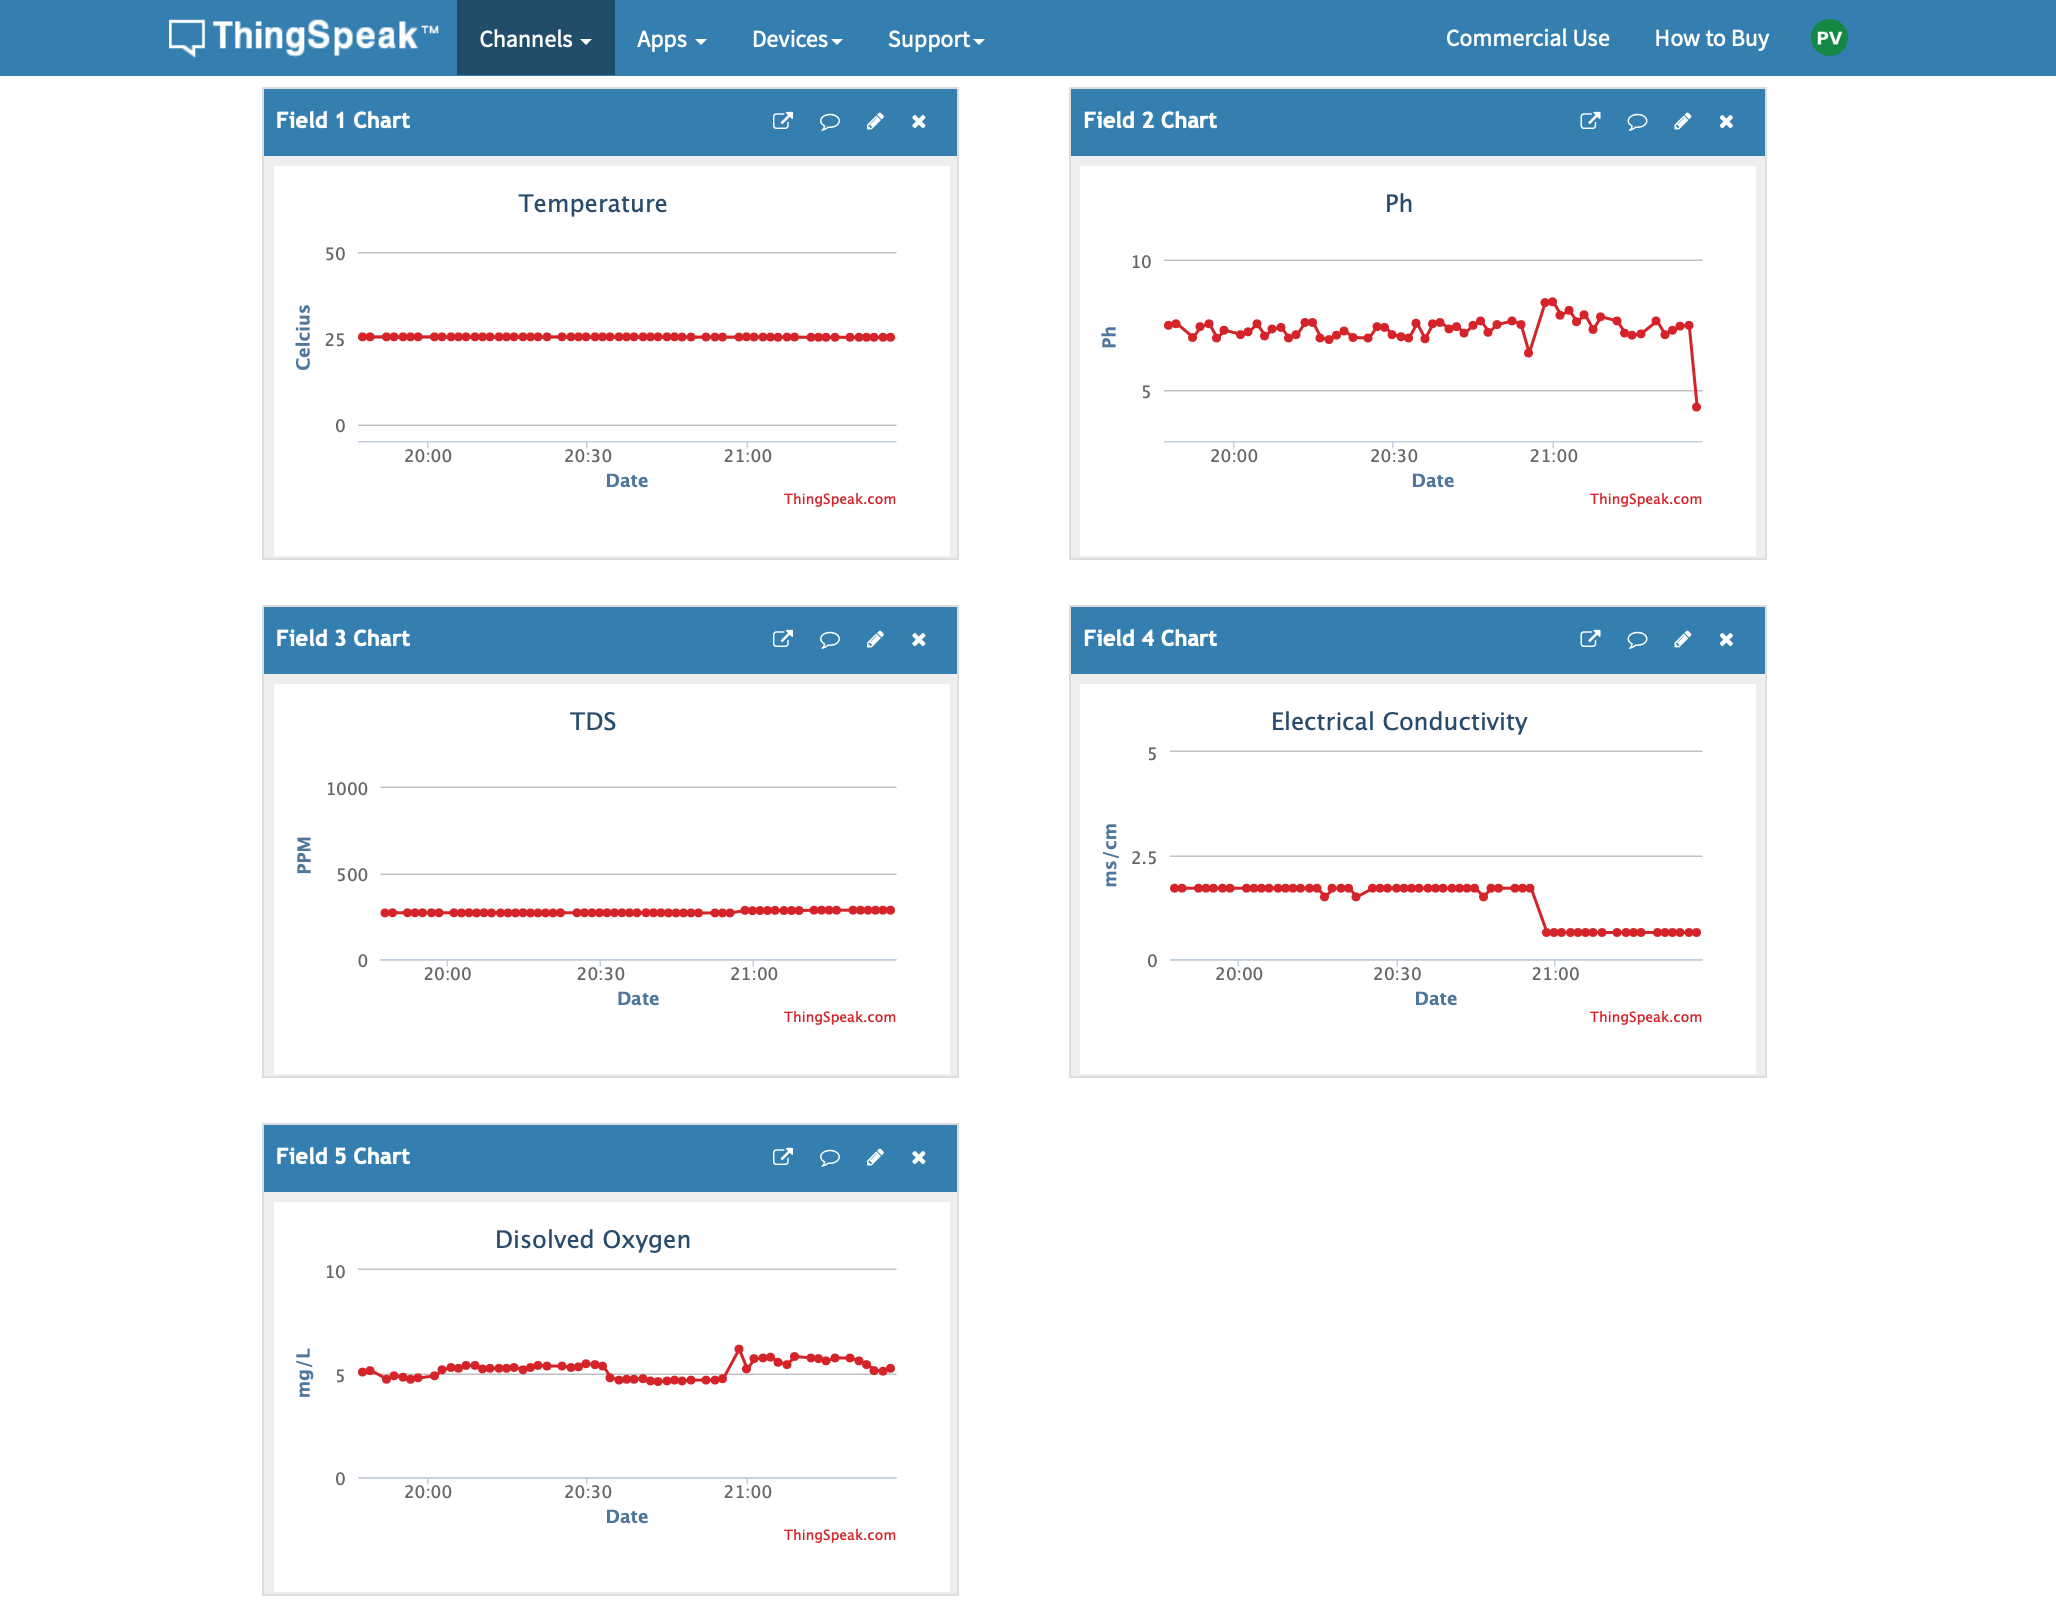 ThingSpeak™ Channels Apps Devices Support Commercial Use How to Buy PV
Field 1 Chart
Temperature
50
25
0
Celcius
20:00 20:30 21:00
Date
ThingSpeak.com
Field 2 Chart
Ph
10
5
Ph
20:00 20:30 21:00
Date
ThingSpeak.com
Field 3 Chart
TDS
1000
500
0
PPM
20:00 20:30 21:00
Date
ThingSpeak.com
Field 4 Chart
Electrical Conductivity
5
2.5
0
ms/cm
20:00 20:30 21:00
Date
ThingSpeak.com
Field 5 Chart
Disolved Oxygen
10
5
0
mg/L
20:00 20:30 21:00
Date
ThingSpeak.com